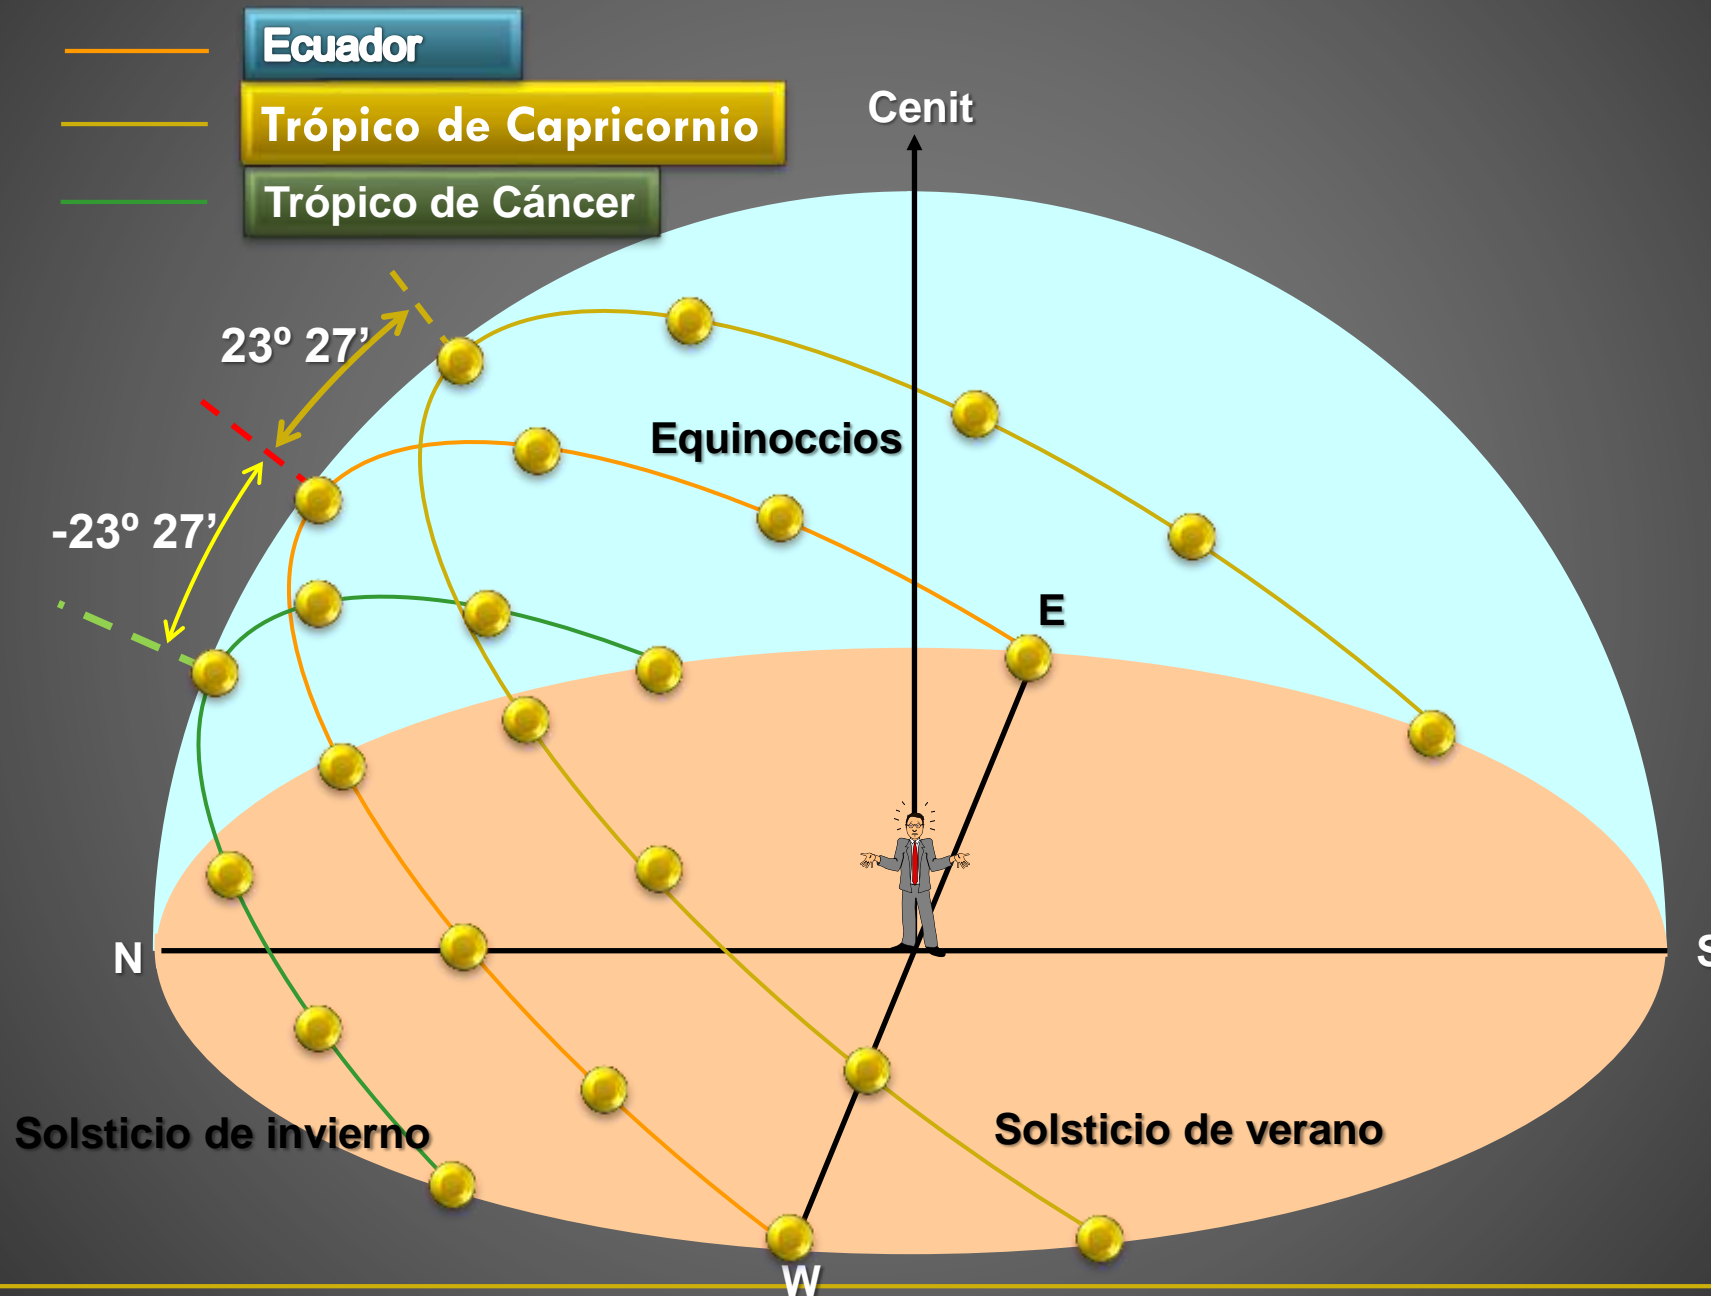 Ecuador
Trópico de Capricornio
Trópico de Cáncer
Cenit
23º 27’
Equinoccios
-23º 27’
E
N
S
Solsticio de invierno
Solsticio de verano
W